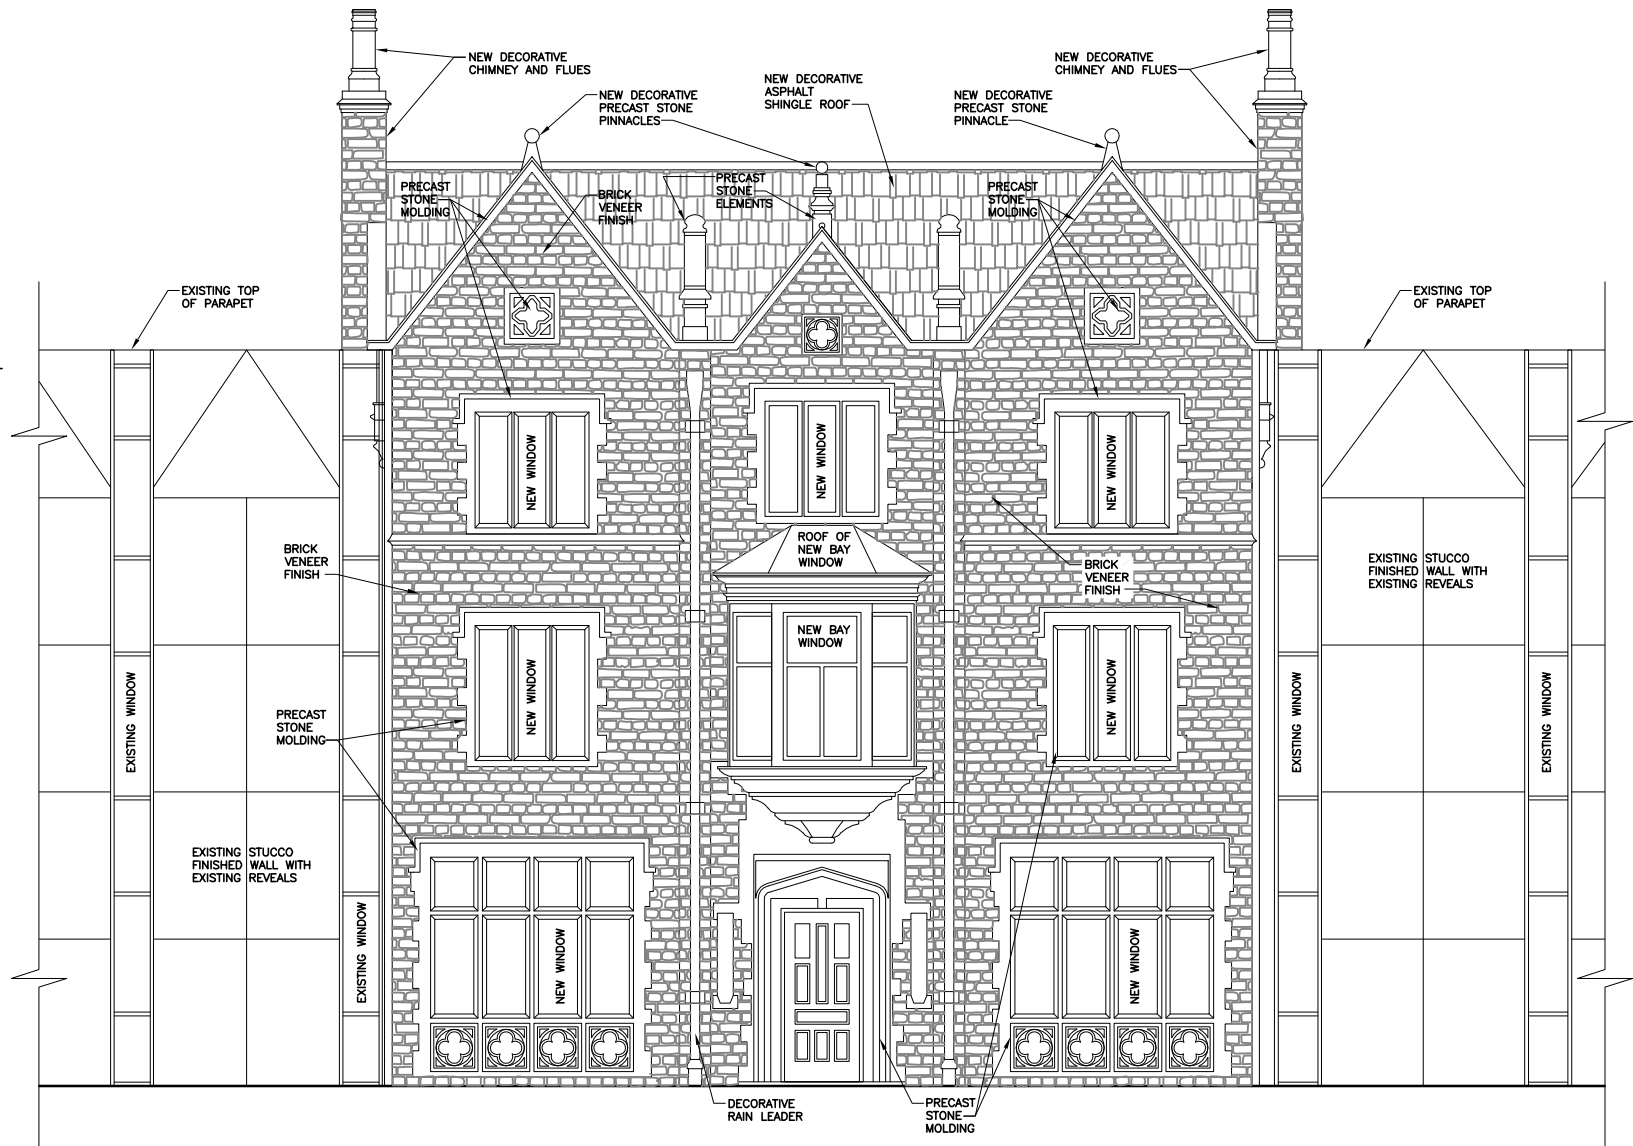 NEW DECORATIVE
CHIMNEY AND FLUES
NEW DECORATIVE
CHIMNEY AND FLUES
NEW DECORATIVE
ASPHALT
SHINGLE ROOF
NEW DECORATIVE
PRECAST STONE
PINNACLES
NEW DECORATIVE
PRECAST STONE
PINNACLE
PRECAST
STONE
MOLDING
BRICK
VENEER
FINISH
PRECAST
STONE
ELEMENTS
PRECAST
STONE
MOLDING
EXISTING TOP
OF PARAPET
EXISTING TOP
OF PARAPET
NEW WINDOW
NEW WINDOW
NEW WINDOW
ROOF OF
NEW BAY
WINDOW
BRICK
VENEER
FINISH
BRICK
VENEER
FINISH
EXISTING STUCCO
FINISHED WALL WITH
EXISTING REVEALS
NEW BAY
WINDOW
NEW WINDOW
NEW WINDOW
EXISTING WINDOW
EXISTING WINDOW
EXISTING WINDOW
PRECAST
STONE
MOLDING
EXISTING STUCCO
FINISHED WALL WITH
EXISTING REVEALS
EXISTING WINDOW
NEW WINDOW
NEW WINDOW
DECORATIVE
RAIN LEADER
PRECAST
STONE
MOLDING